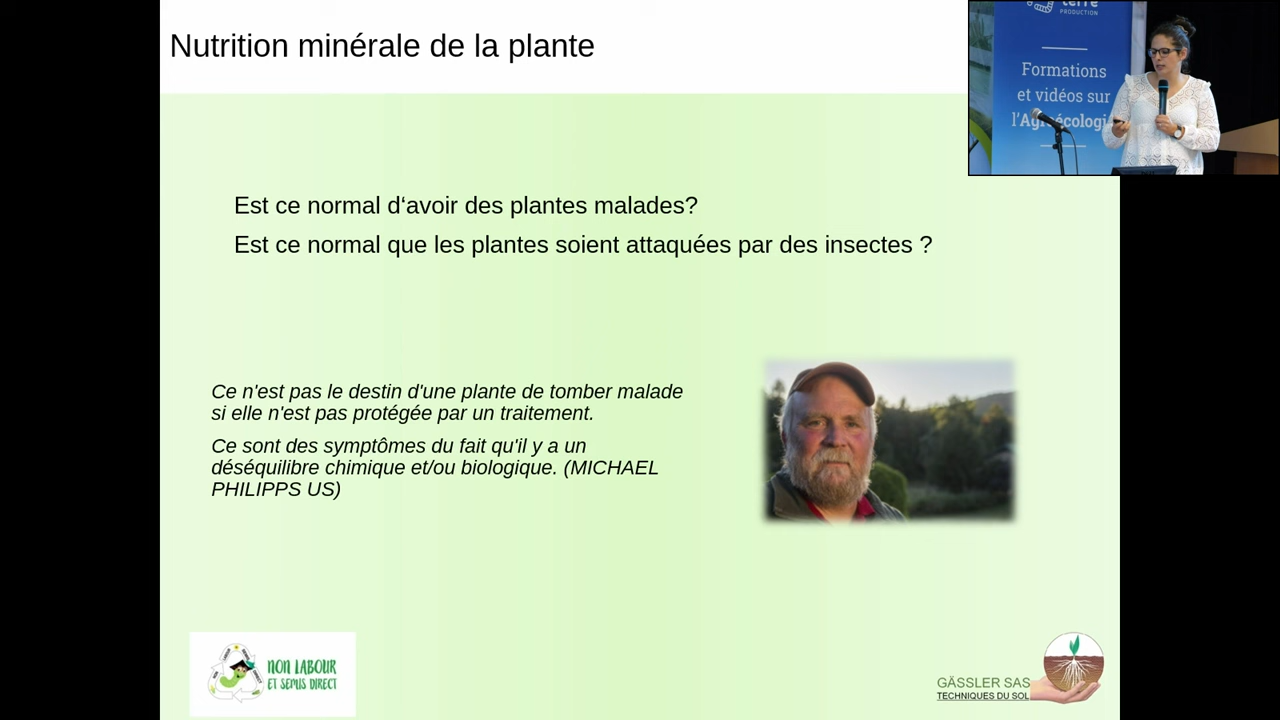 Nutrition minérale de la plante
terre
PRODUCTION
Formations
et vidéos sur
l'Agroécologi
Est ce normal d‘avoir des plantes malades?
Est ce normal que les plantes soient attaquées par des insectes ?
Ce n'est pas le destin d'une plante de tomber malade
si elle n'est pas protégée par un traitement.
Ce sont des symptômes du fait qu'il y a un
déséquilibre chimique et/ou biologique. (MICHAEL
PHILIPPS US)
NON LABOUR
ET SEMIS DIRECT
GÄSSLER SAS
TECHNIQUES DU SOL